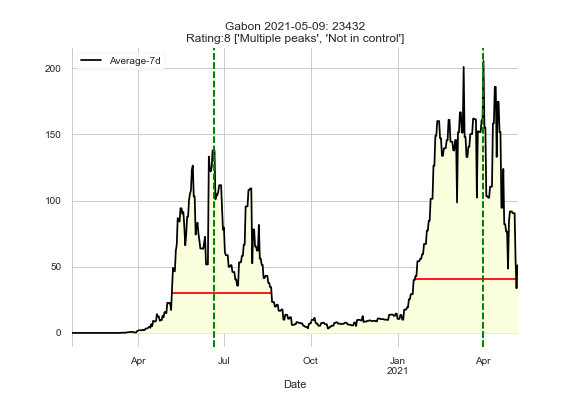 Gabon 2021-05-09: 23432
Rating:8 ['Multiple peaks', 'Not in control']
Average-7d
200
150
100
50
0
Apr
Jul
Oct
Jan
2021
Apr
Date